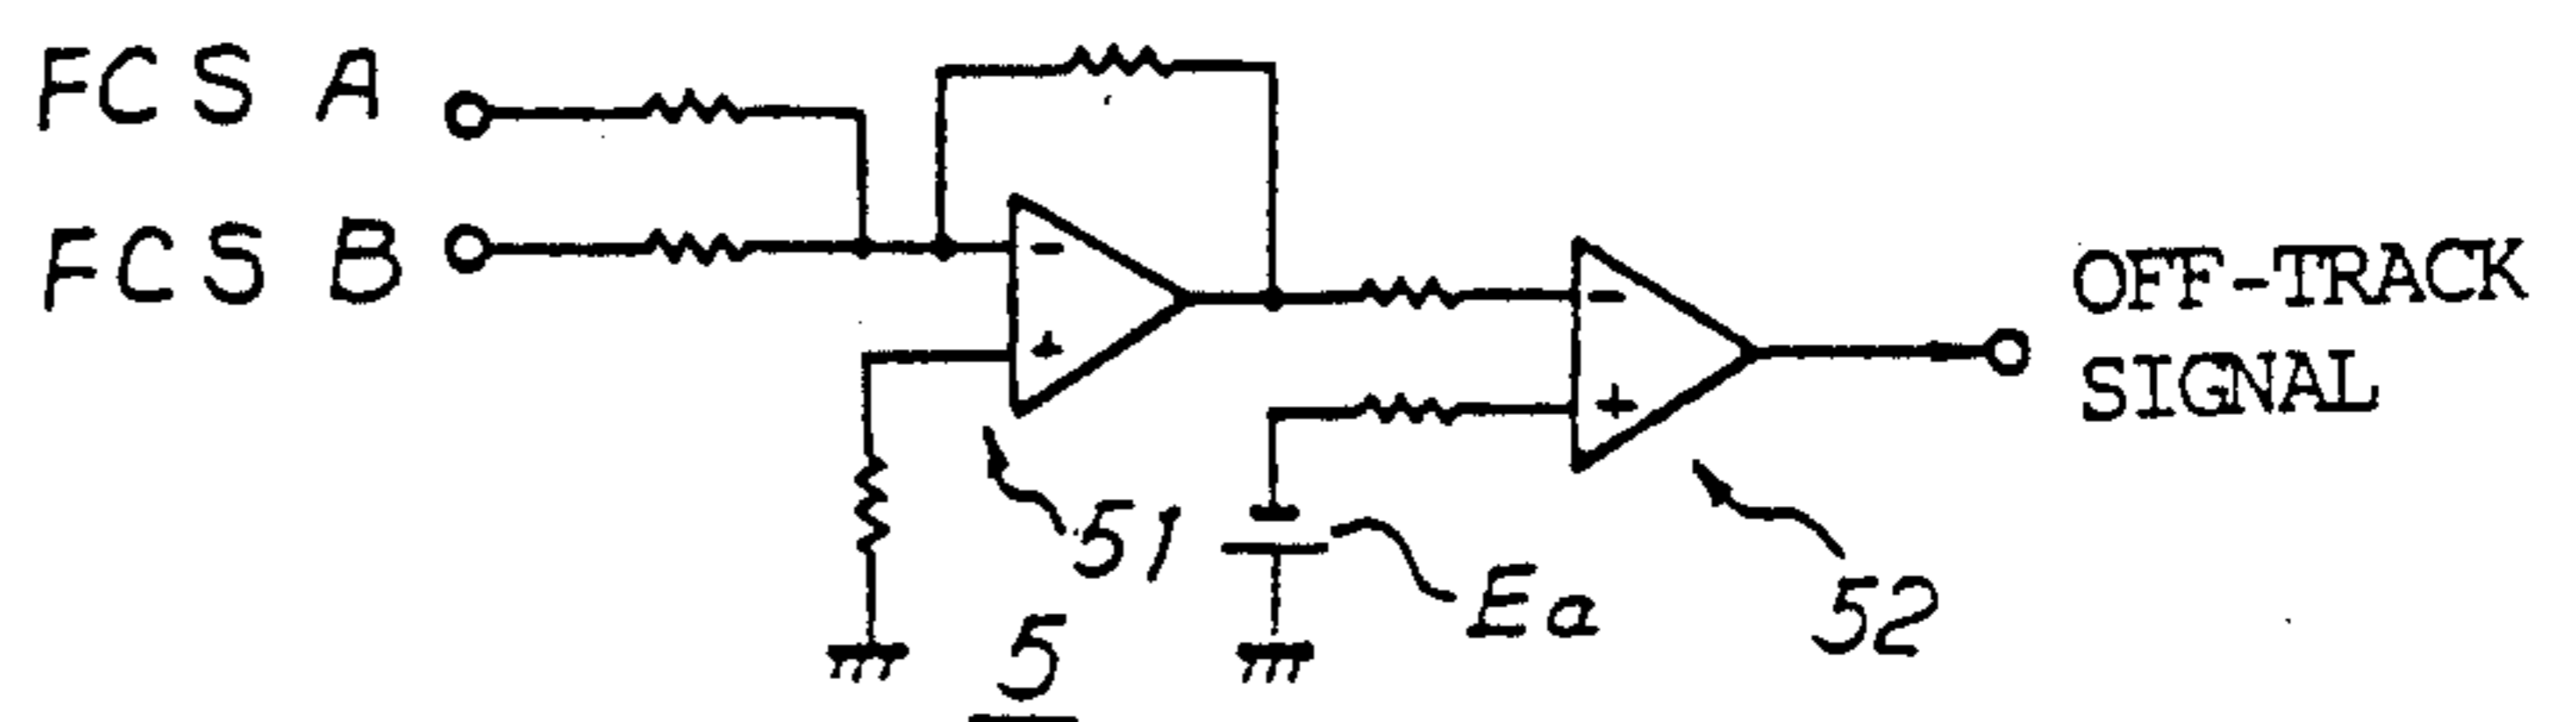 FCS A
FCS B
-
+
-
+
OFF-TRACK
SIGNAL
51
Ea
52
5